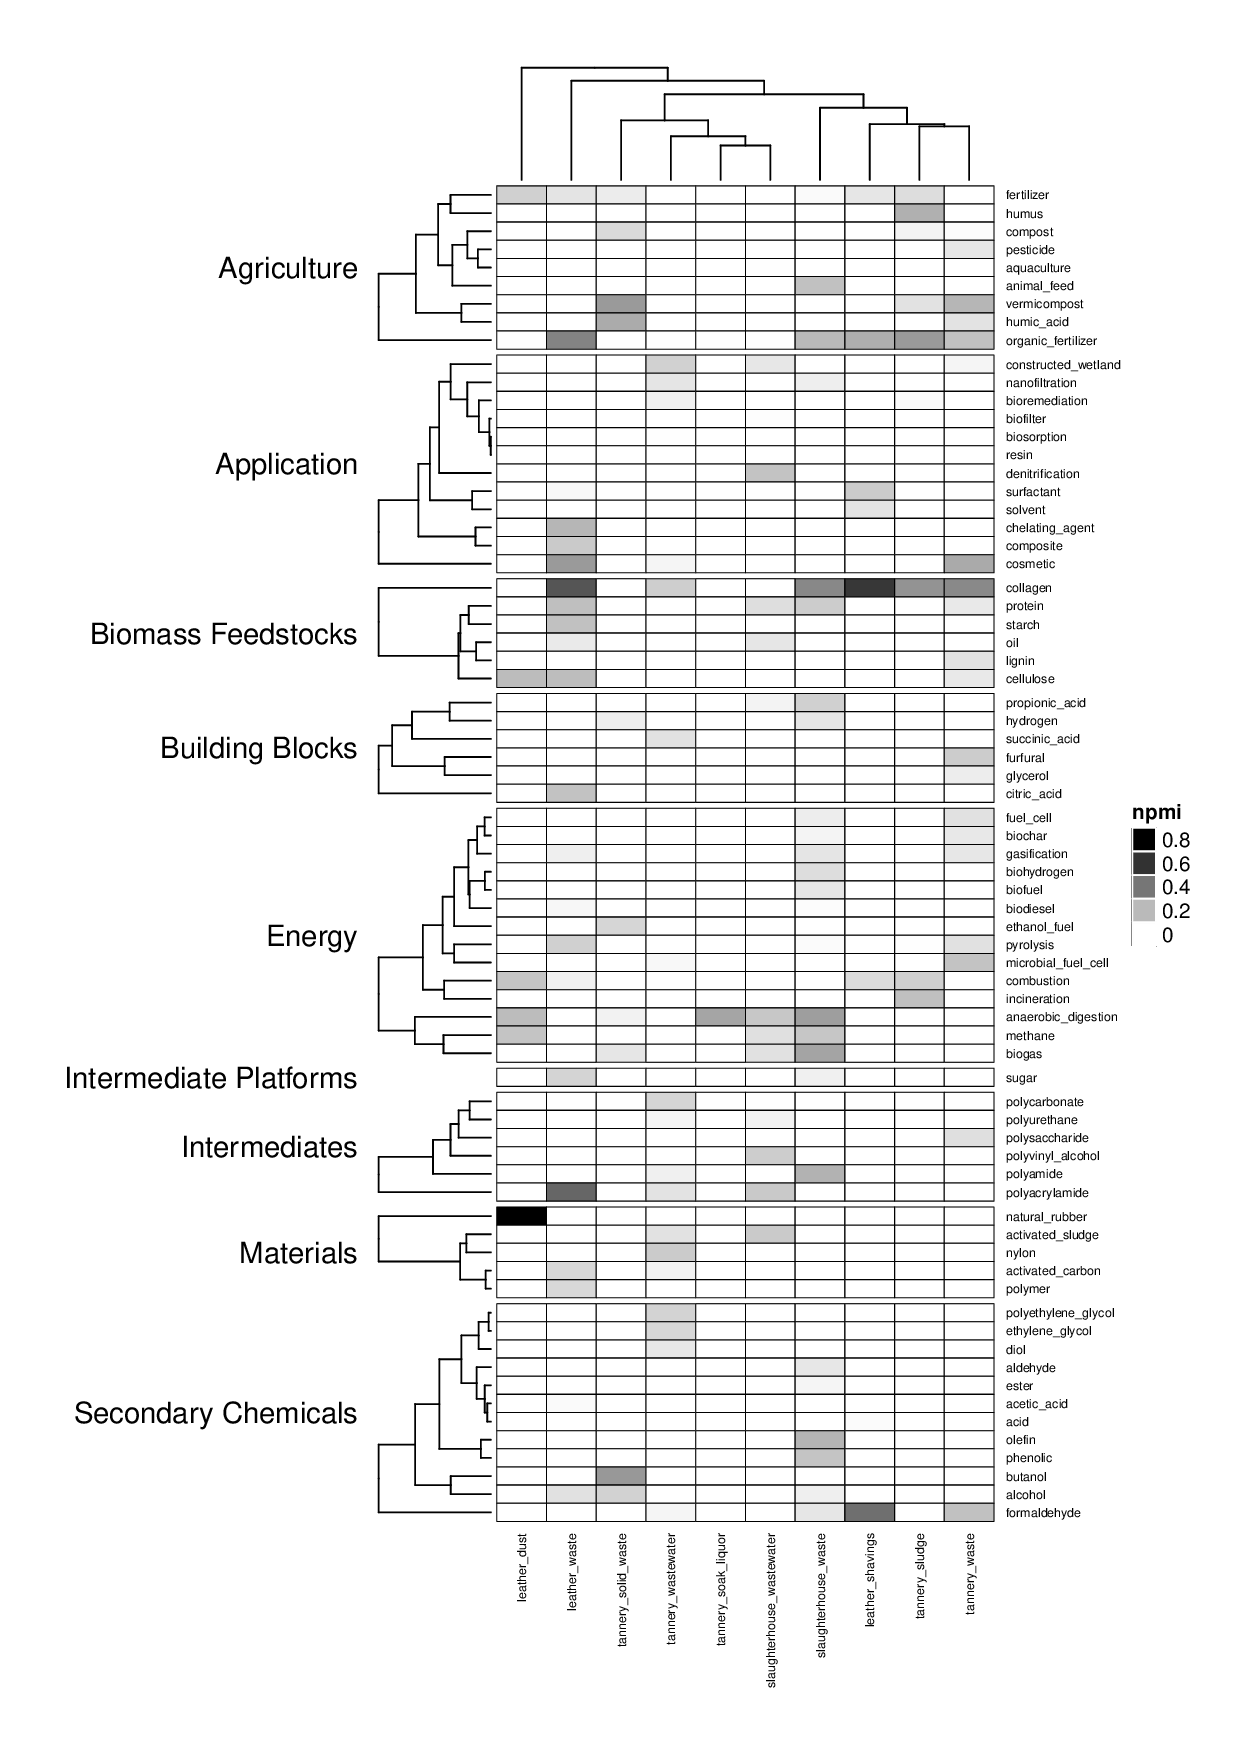 Agriculture
fertilizer
humus
compost
pesticide
aquaculture
animal_feed
vermicompost
humic_acid
organic_fertilizer
Application
constructed_wetland
nanofiltration
bioremediation
biofilter
biosorption
resin
denitrification
surfactant
solvent
chelating_agent
composite
cosmetic
Biomass Feedstocks
collagen
protein
starch
oil
lignin
cellulose
Building Blocks
propionic_acid
hydrogen
succinic_acid
furfural
glycerol
citric_acid
Energy
fuel_cell
biochar
gasification
biohydrogen
biofuel
biodiesel
ethanol_fuel
pyrolysis
microbial_fuel_cell
combustion
incineration
anaerobic_digestion
methane
biogas
Intermediate Platforms
sugar
Intermediates
polycarbonate
polyurethane
polysaccharide
polyvinyl_alcohol
polyamide
polyacrylamide
Materials
natural_rubber
activated_sludge
nylon
activated_carbon
polymer
Secondary Chemicals
polyethylene_glycol
ethylene_glycol
diol
aldehyde
ester
acetic_acid
acid
olefin
phenolic
butanol
alcohol
formaldehyde
leather_dust
leather_waste
tannery_solid_waste
tannery_wastewater
tannery_soak_liquor
slaughterhouse_wastewater
slaughterhouse_waste
leather_shavings
tannery_sludge
tannery_waste
npmi
0.8
0.6
0.4
0.2
0